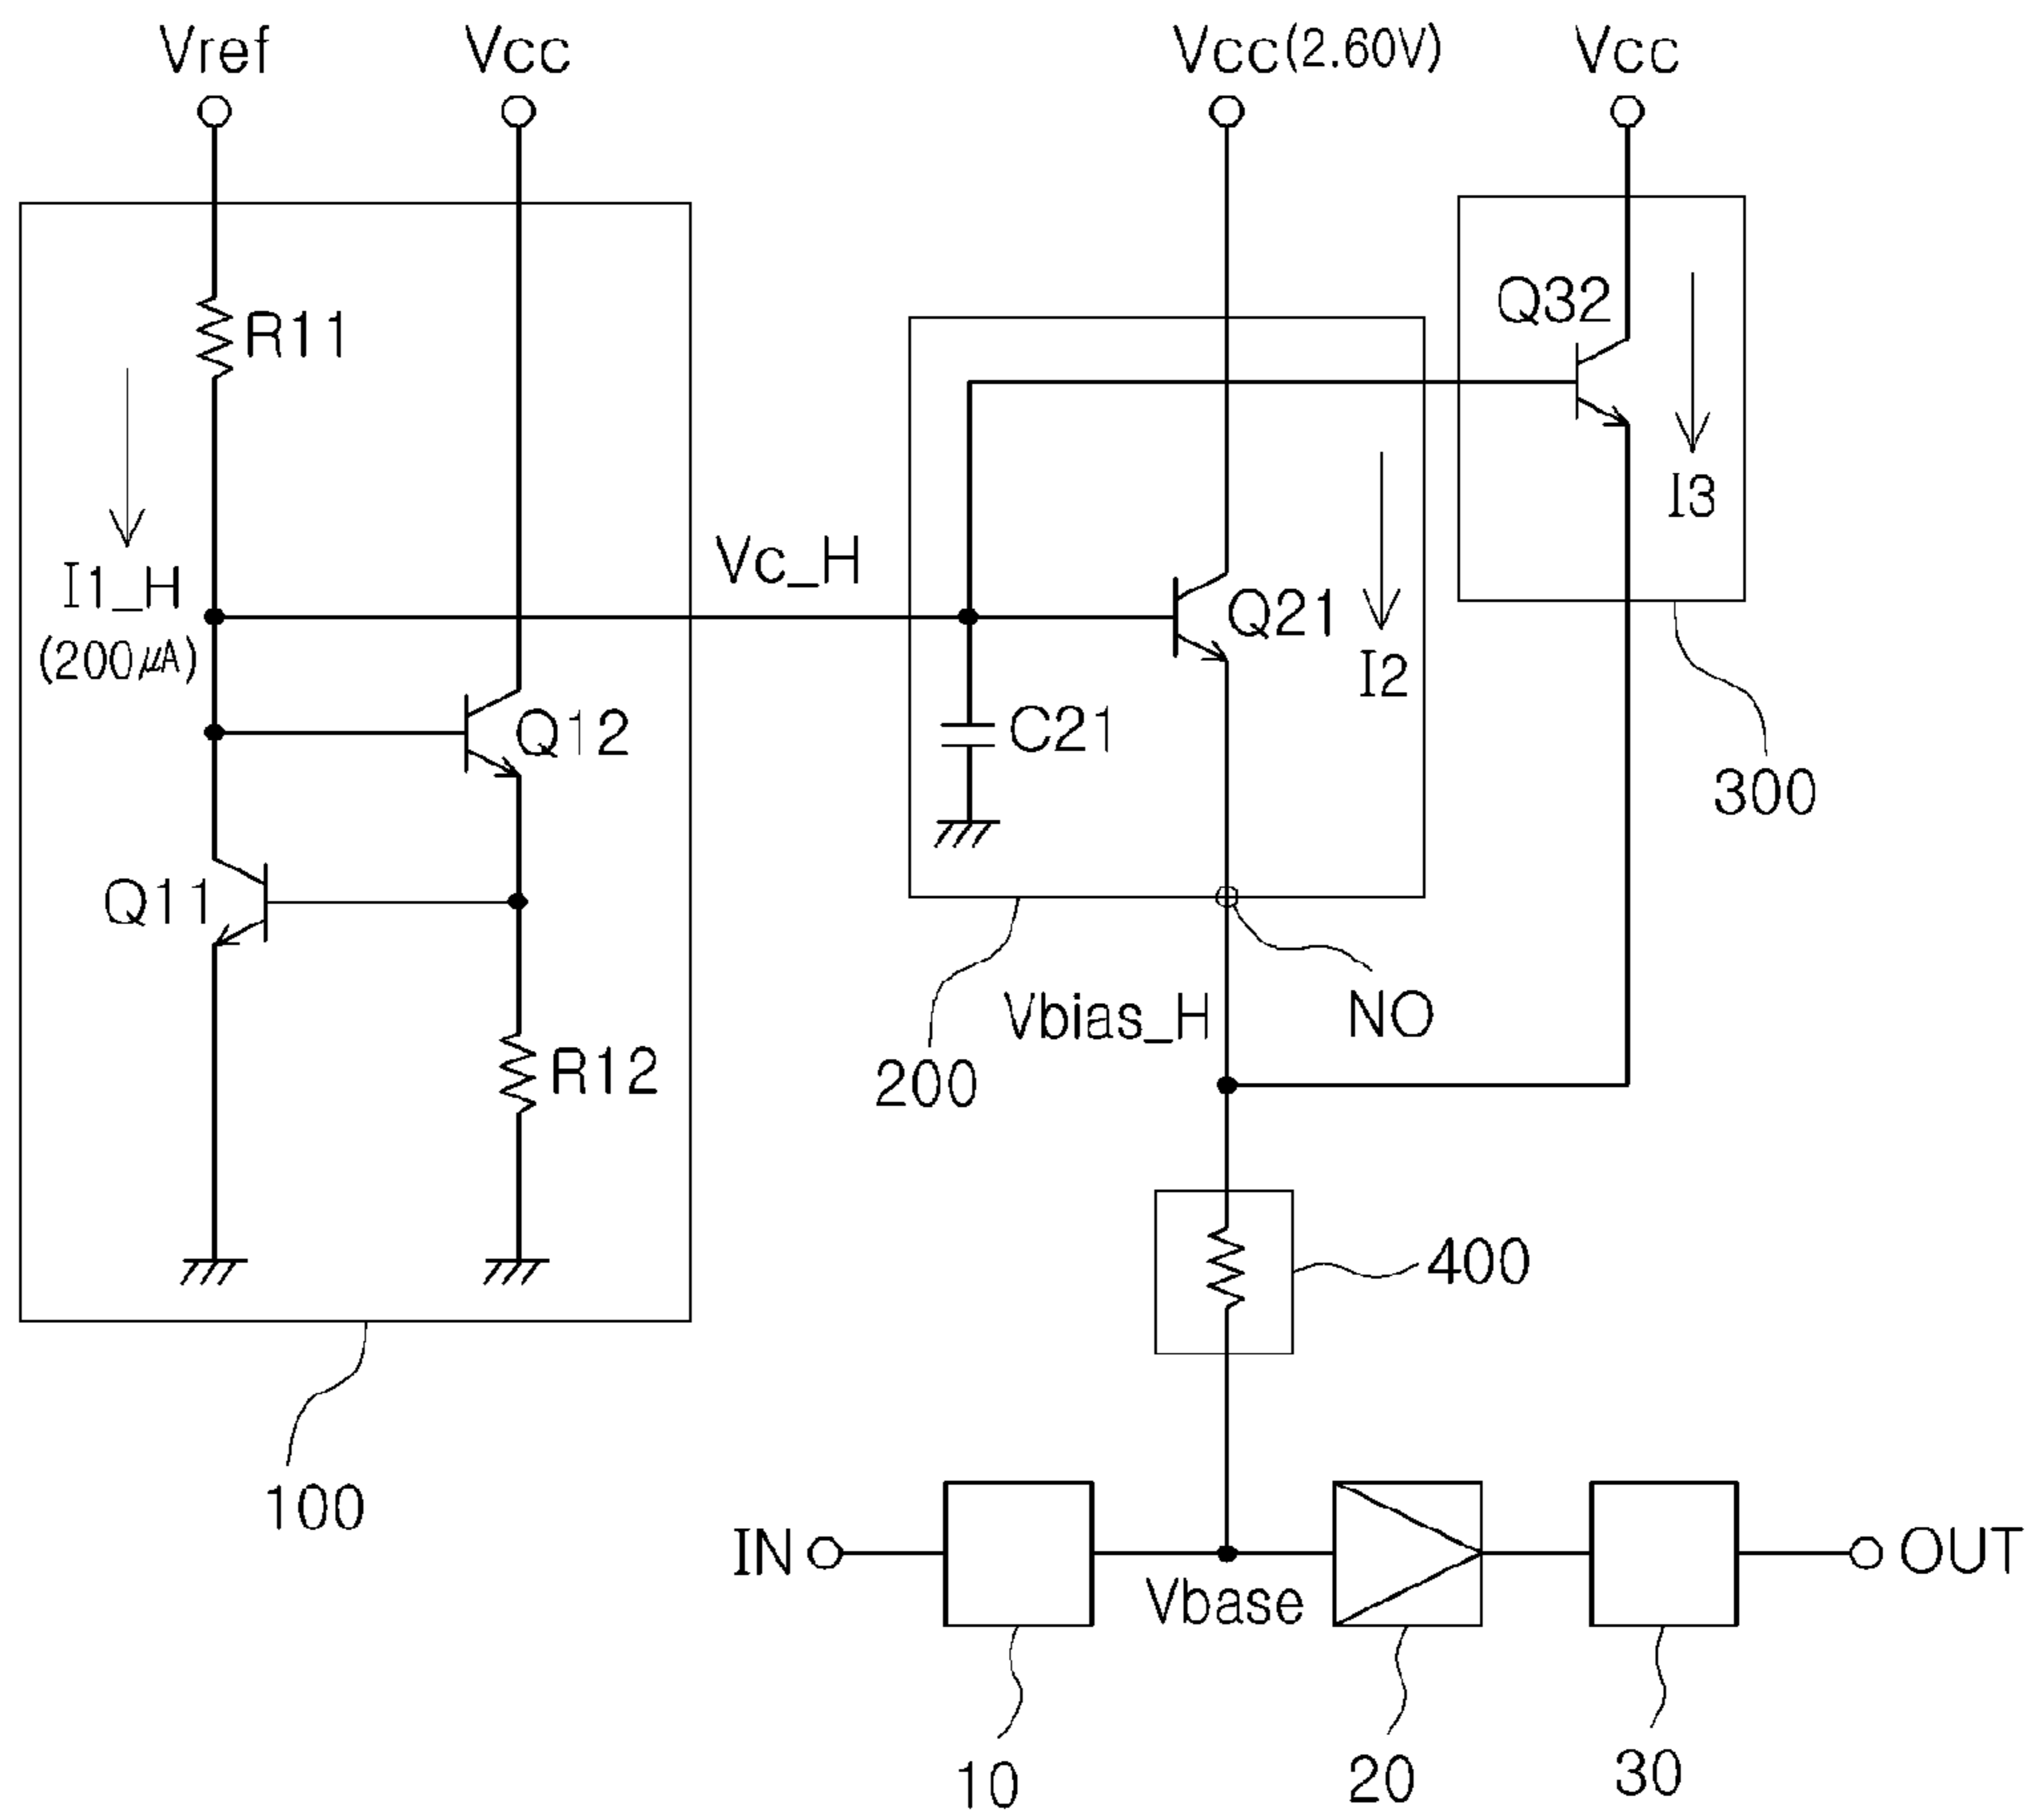 Vref
Vcc
Vcc(2.60V)
Vcc
R11
Q32
I1_H
(200μA)
Vc_H
I3
Q21
I2
Q12
C21
300
Q11
NO
Vbias_H
R12
200
400
100
IN
Vbase
OUT
10
20
30